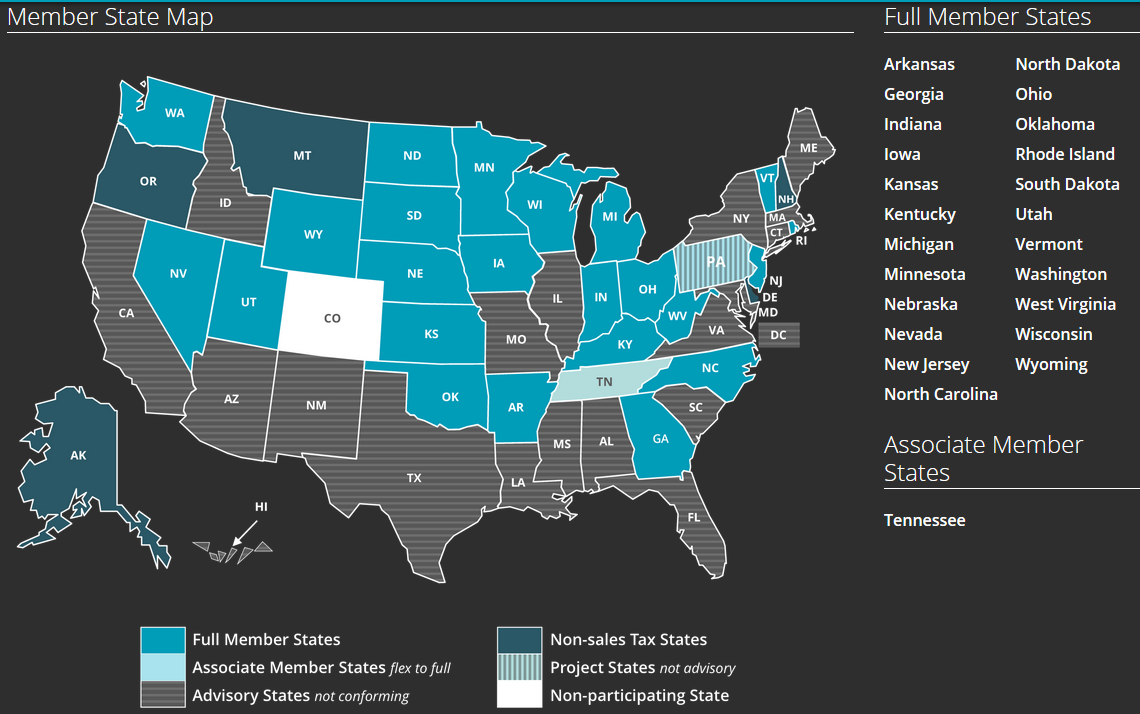 Member State Map
WA
MT
ND
MN
ME
OR
ID
SD
WI
MI
VT
NH
NY
MA
CT
RI
WY
IA
PA
NV
NE
NJ
UT
CO
IL
IN
OH
DE
CA
KS
MO
WV
MD
VA
DC
KY
AZ
NM
OK
AR
TN
NC
MS
AL
GA
SC
AK
TX
LA
FL
HI
Full Member States
Associate Member States flex to full
Advisory States not conforming
Non-sales Tax States
Project States not advisory
Non-participating State
Full Member States
Arkansas
Georgia
Indiana
Iowa
Kansas
Kentucky
Michigan
Minnesota
Nebraska
Nevada
New Jersey
North Carolina
North Dakota
Ohio
Oklahoma
Rhode Island
South Dakota
Utah
Vermont
Washington
West Virginia
Wisconsin
Wyoming
Associate Member
States
Tennessee